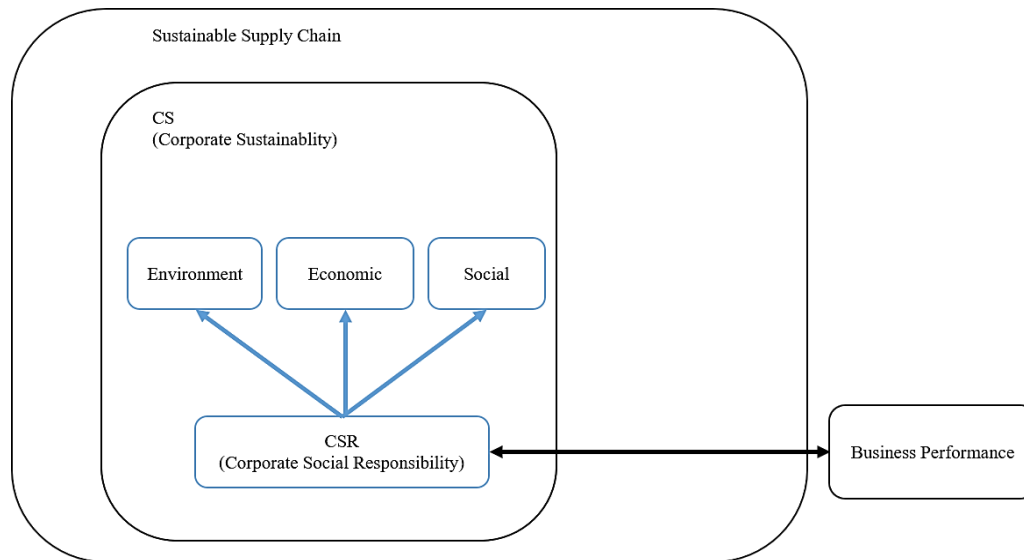 Sustainable Supply Chain
CS
(Corporate Sustainablity)
Environment
Economic
Social
CSR
(Corporate Social Responsibility)
Business Performance